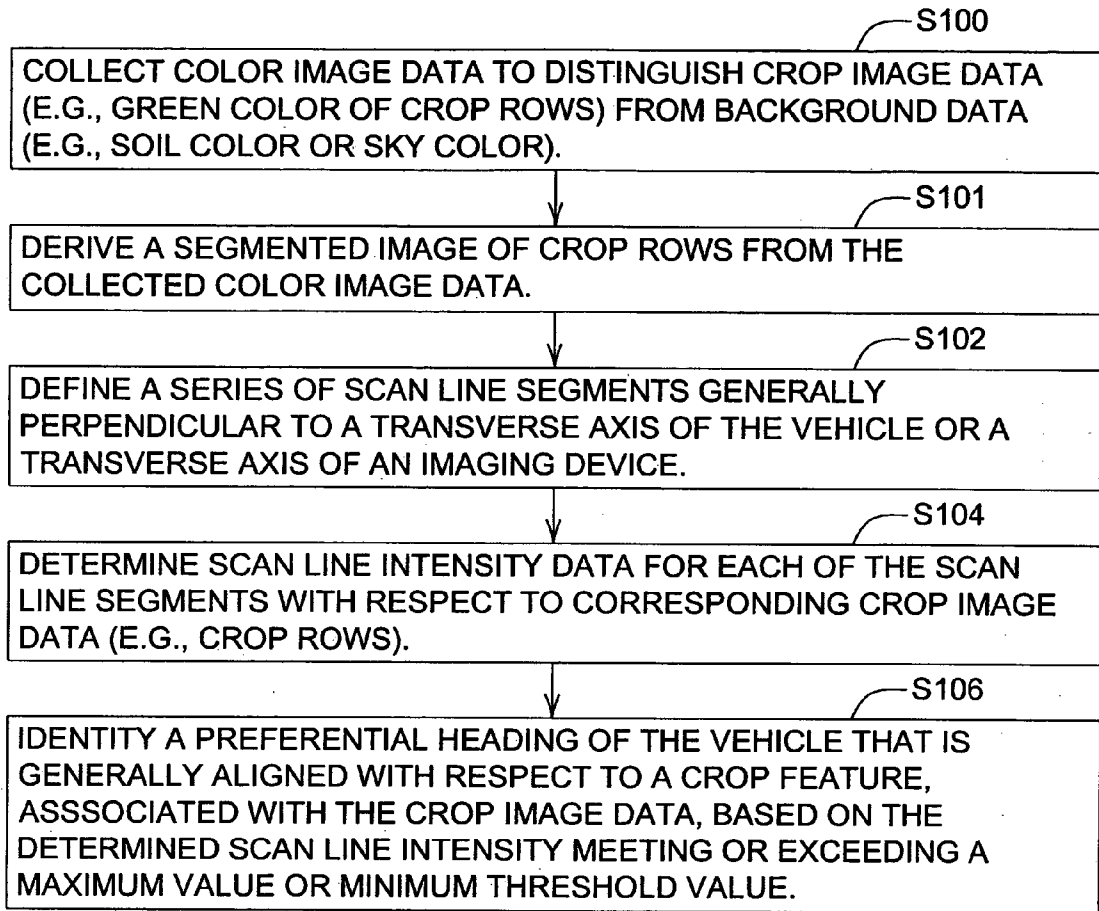 S100
COLLECT COLOR IMAGE DATA TO DISTINGUISH CROP IMAGE DATA
(E.G., GREEN COLOR OF CROP ROWS) FROM BACKGROUND DATA
(E.G., SOIL COLOR OR SKY COLOR).
S101
DERIVE A SEGMENTED IMAGE OF CROP ROWS FROM THE
COLLECTED COLOR IMAGE DATA.
S102
DEFINE A SERIES OF SCAN LINE SEGMENTS GENERALLY
PERPENDICULAR TO A TRANSVERSE AXIS OF THE VEHICLE OR A
TRANSVERSE AXIS OF AN IMAGING DEVICE.
S104
DETERMINE SCAN LINE INTENSITY DATA FOR EACH OF THE SCAN
LINE SEGMENTS WITH RESPECT TO CORRESPONDING CROP IMAGE
DATA (E.G., CROP ROWS).
S106
IDENTITY A PREFERENTIAL HEADING OF THE VEHICLE THAT IS
GENERALLY ALIGNED WITH RESPECT TO A CROP FEATURE,
ASSSOCIATED WITH THE CROP IMAGE DATA, BASED ON THE
DETERMINED SCAN LINE INTENSITY MEETING OR EXCEEDING A
MAXIMUM VALUE OR MINIMUM THRESHOLD VALUE.